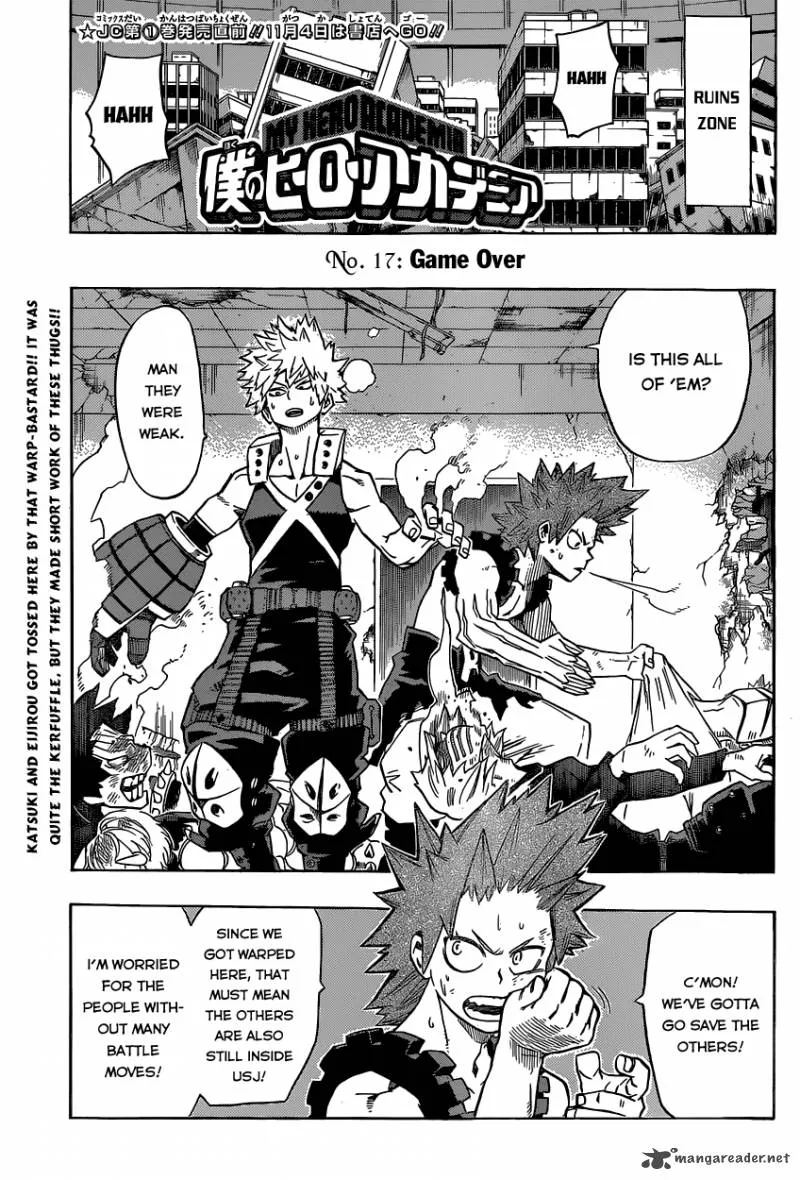 コミックスだい かんはつばいちょくぜん がつ か しょてん ゴー
☆JC第①巻発売直前!!11月4日は書店へGO!!
RUINS
ZONE
HAHH
HAHH
MY HERO ACADEMIA
ぼく
僕のヒーローアカデミア
No. 17: Game Over
IS THIS ALL
OF 'EM?
MAN
THEY
WERE
WEAK.
KATSUKI AND EIJIROU GOT TOSSED HERE BY THAT WARP-BASTARD!! IT WAS
QUITE THE KERFUFFLE, BUT THEY MADE SHORT WORK OF THESE THUGS!!
C'MON!
WE'VE GOTTA
GO SAVE THE
OTHERS!
SINCE WE
GOT WARPED
HERE, THAT
MUST MEAN
THE OTHERS
ARE ALSO
STILL INSIDE
USJ!
I'M WORRIED
FOR THE
PEOPLE WITH-
OUT MANY
BATTLE
MOVES!
mangareader.net